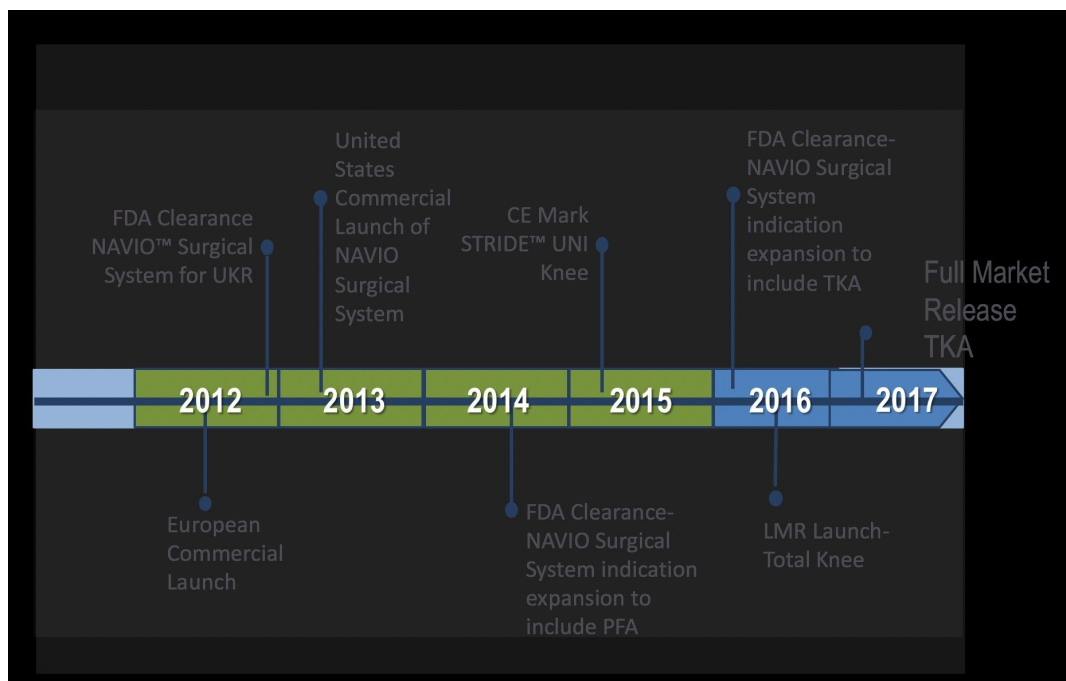 FDA Clearance
NAVIO™ Surgical
System for UKR
United
States
Commercial
Launch of
NAVIO
Surgical
System
CE Mark
STRIDE™ UNI
Knee
FDA Clearance-
NAVIO Surgical
System
indication
expansion to
include TKA
Full Market
Release
TKA
2012
2013
2014
2015
2016
2017
European
Commercial
Launch
FDA Clearance-
NAVIO Surgical
System indication
expansion to
include PFA
LMR Launch-
Total Knee